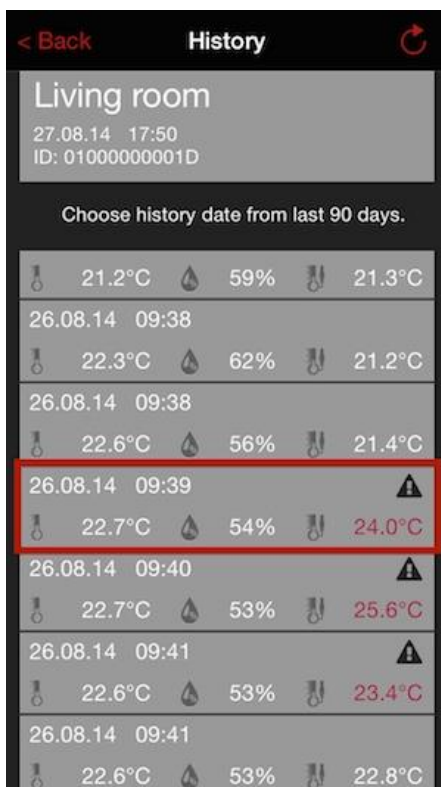 < Back History
Living room
27.08.14 17:50
ID: 01000000001D
Choose history date from last 90 days.
21.2°C 59% 21.3°C
26.08.14 09:38
22.3°C 62% 21.2°C
26.08.14 09:38
22.6°C 56% 21.4°C
26.08.14 09:39
22.7°C 54% 24.0°C
26.08.14 09:40
22.7°C 53% 25.6°C
26.08.14 09:41
22.6°C 53% 23.4°C
26.08.14 09:41
22.6°C 53% 22.8°C